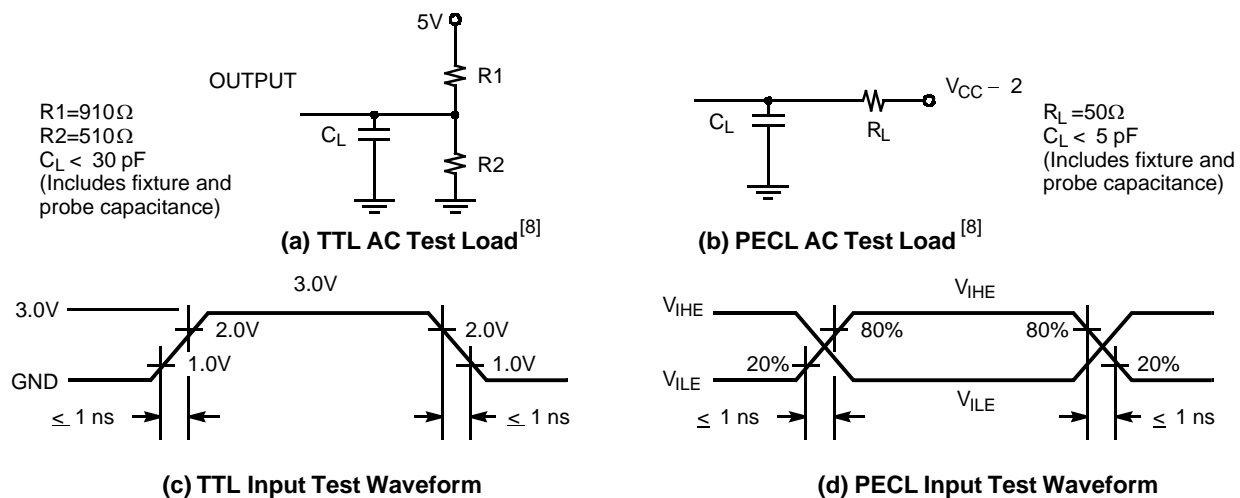 5V
OUTPUT
R1
R1=910Ω
R2=510Ω
C_L < 30 pF
(Includes fixture and
probe capacitance)
C_L
R2
(a) TTL AC Test Load[8]
V_CC − 2
C_L
R_L
R_L=50Ω
C_L < 5 pF
(Includes fixture and
probe capacitance)
(b) PECL AC Test Load[8]
3.0V
3.0V
2.0V
2.0V
1.0V
1.0V
GND
≤ 1 ns
≤ 1 ns
(c) TTL Input Test Waveform
V_IHE
V_IHE
80%
80%
20%
20%
V_ILE
V_ILE
≤ 1 ns
≤ 1 ns
(d) PECL Input Test Waveform